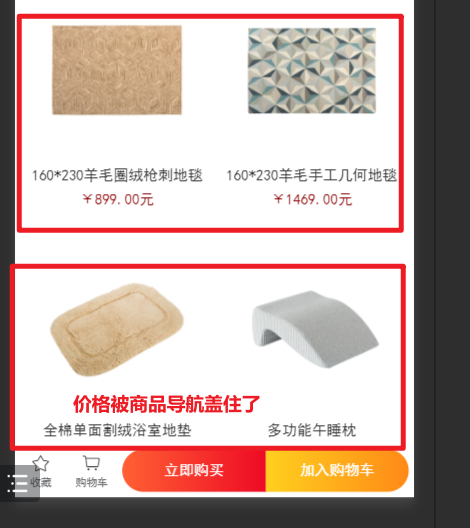 160*230羊毛圈绒枪刺地毯
￥899.00元
160*230羊毛手工几何地毯
￥1469.00元
价格被商品导航盖住了
全棉单面割绒浴室地垫
多功能午睡枕
收藏
购物车
立即购买
加入购物车